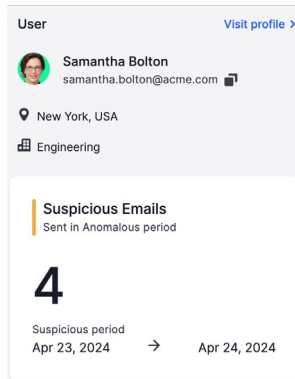 User
Visit profile
Samantha Bolton
samantha.bolton@acme.com
New York, USA
Engineering
Suspicious Emails
Sent in Anomalous period
4
Suspicious period
Apr 23, 2024 → Apr 24, 2024